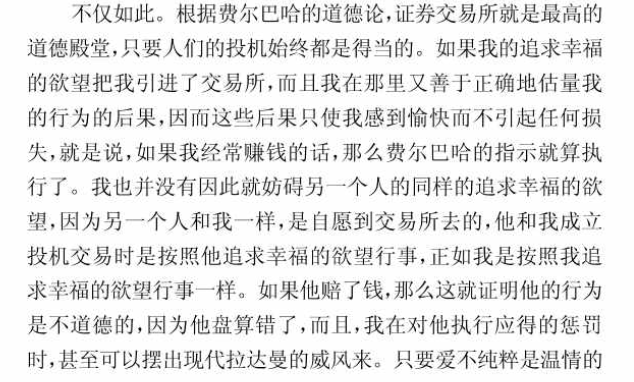 不仅如此。根据费尔巴哈的道德论，证券交易所就是最高的
道德殿堂，只要人们的投机始终都是得当的。如果我的追求幸福
的欲望把我引进了交易所，而且我在那里又善于正确地估量我
的行为的后果，因而这些后果只使我感到愉快而不引起任何损
失，就是说，如果我经常赚钱的话，那么费尔巴哈的指示就算执
行了。我也并没有因此就妨碍另一个人的同样的追求幸福的欲
望，因为另一个人和我一样，是自愿到交易所去的，他和我成立
投机交易时是按照他追求幸福的欲望行事，正如我是按照我追
求幸福的欲望行事一样。如果他赔了钱，那么这就证明他的行为
是不道德的，因为他盘算错了，而且，我在对他执行应得的惩罚
时，甚至可以摆出现代拉达曼的威风来。只要爱不纯粹是温情的